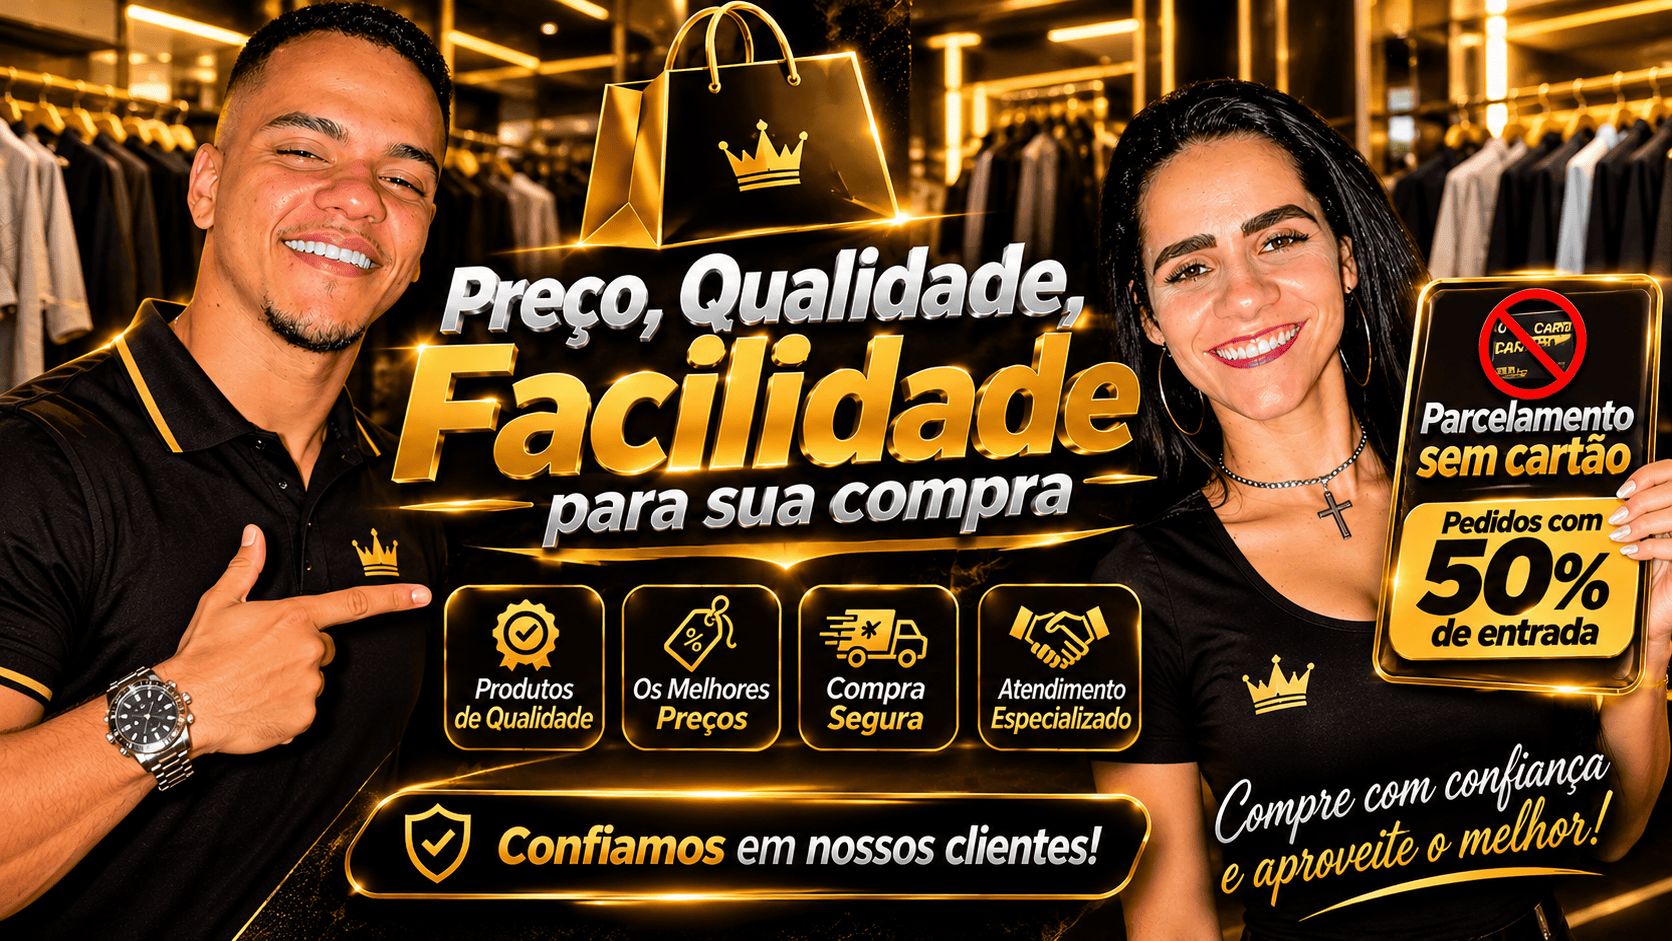 Preço, Qualidade,
Facilidade
para sua compra
Produtos
de Qualidade
Os Melhores
Preços
Compra
Segura
Atendimento
Especializado
Confiamos em nossos clientes!
CARTO
Parcelamento
sem cartão
Pedidos com
50%
de entrada
Compre com confiança
e aproveite o melhor!